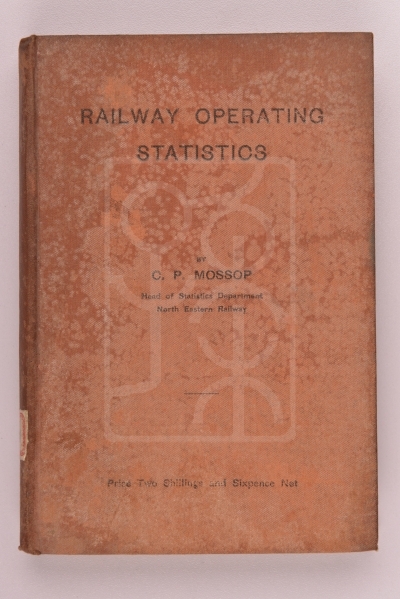 RAILWAY OPERATING
STATISTICS
BY
C. P. MOSSOP
Head of Statistics Department
North Eastern Railway
Price Two Shillings and Sixpence Net